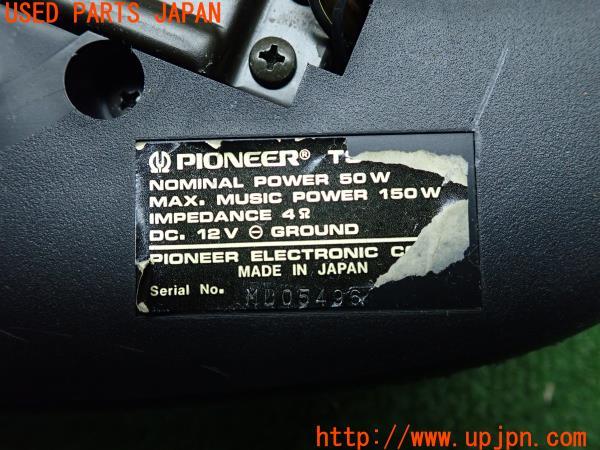 USED PARTS JAPAN
PIONEER®
NOMINAL POWER 50 W
MAX. MUSIC POWER 150 W
IMPEDANCE 4Ω
DC. 12V ⊖ GROUND
PIONEER ELECTRONIC
MADE IN JAPAN
Serial No.
http://www.upjpn.com/